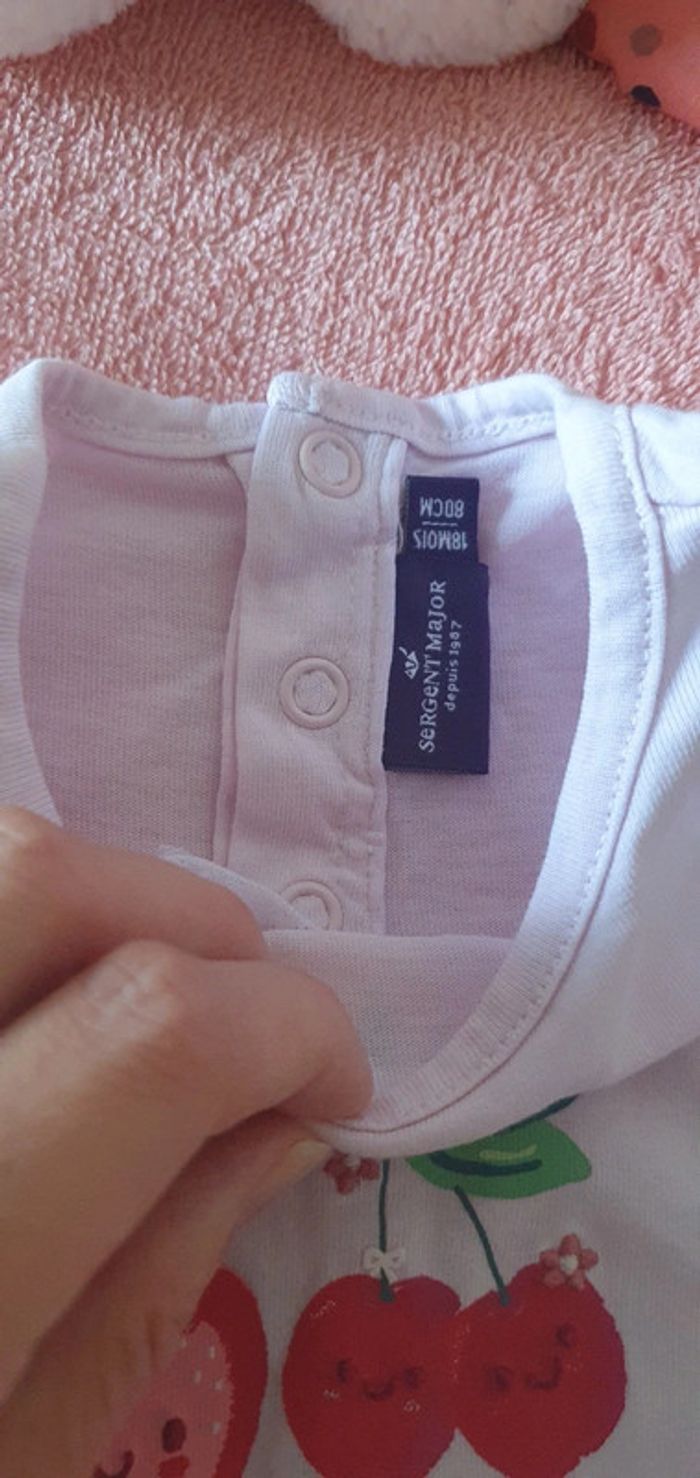 18MOIS
80CM
SeRGeNT MaJOR
depuis 1987